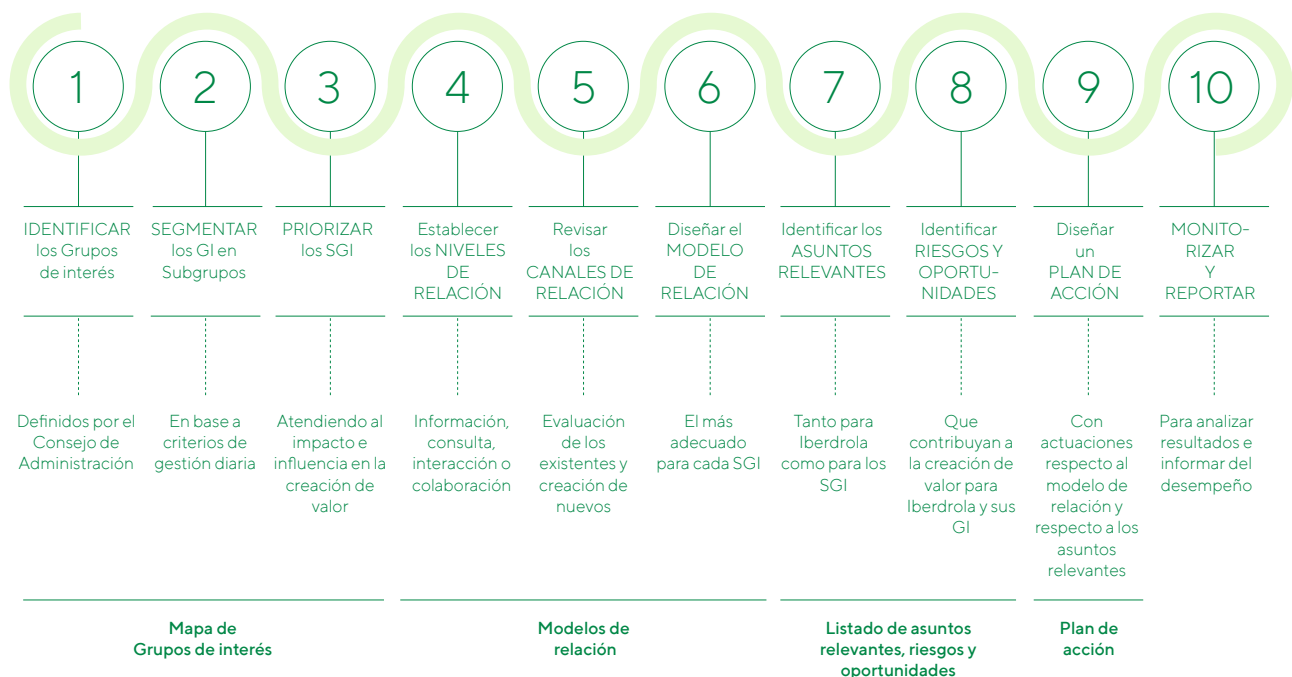 1
2
3
4
5
6
7
8
9
10
IDENTIFICAR
los Grupos
de interés
SEGMENTAR
los GI en
Subgrupos
PRIORIZAR
los SGI
Establecer
los NIVELES
DE
RELACIÓN
Revisar
los
CANALES DE
RELACIÓN
Diseñar el
MODELO
DE
RELACIÓN
Identificar los
ASUNTOS
RELEVANTES
Identificar
RIESGOS Y
OPORTU-
NIDADES
Diseñar
un
PLAN DE
ACCIÓN
MONITO-
RIZAR
Y
REPORTAR
Definidos por el
Consejo de
Administración
En base a
criterios de
gestión diaria
Atendiendo al
impacto e
influencia en la
creación de
valor
Información,
consulta,
interacción o
colaboración
Evaluación
de los
existentes y
creación de
nuevos
El más
adecuado
para cada SGI
Tanto para
Iberdrola
como para los
SGI
Que
contribuyan a
la creación de
valor para
Iberdrola y sus
GI
Con
actuaciones
respecto al
modelo de
relación y
respecto a los
asuntos
relevantes
Para analizar
resultados e
informar del
desempeño
Mapa de
Grupos de interés
Modelos de
relación
Listado de asuntos
relevantes, riesgos y
oportunidades
Plan de
acción